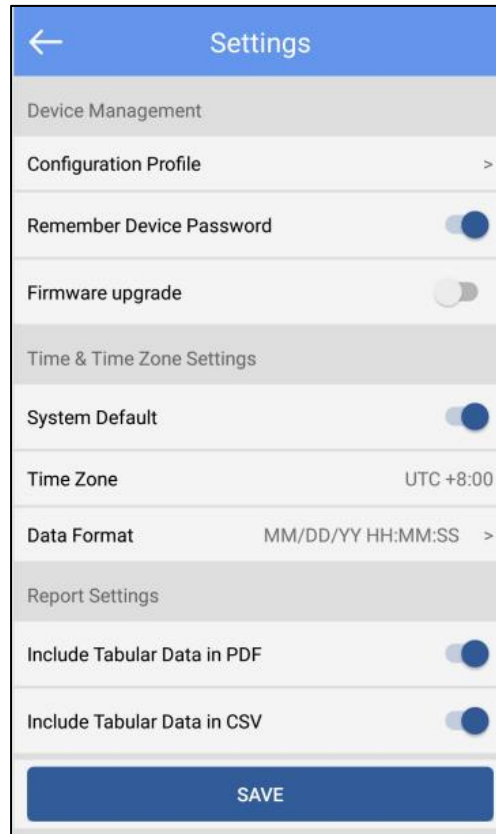 Settings
Device Management
Configuration Profile >
Remember Device Password
Firmware upgrade
Time & Time Zone Settings
System Default
Time Zone UTC +8:00
Data Format MM/DD/YY HH:MM:SS >
Report Settings
Include Tabular Data in PDF
Include Tabular Data in CSV
SAVE